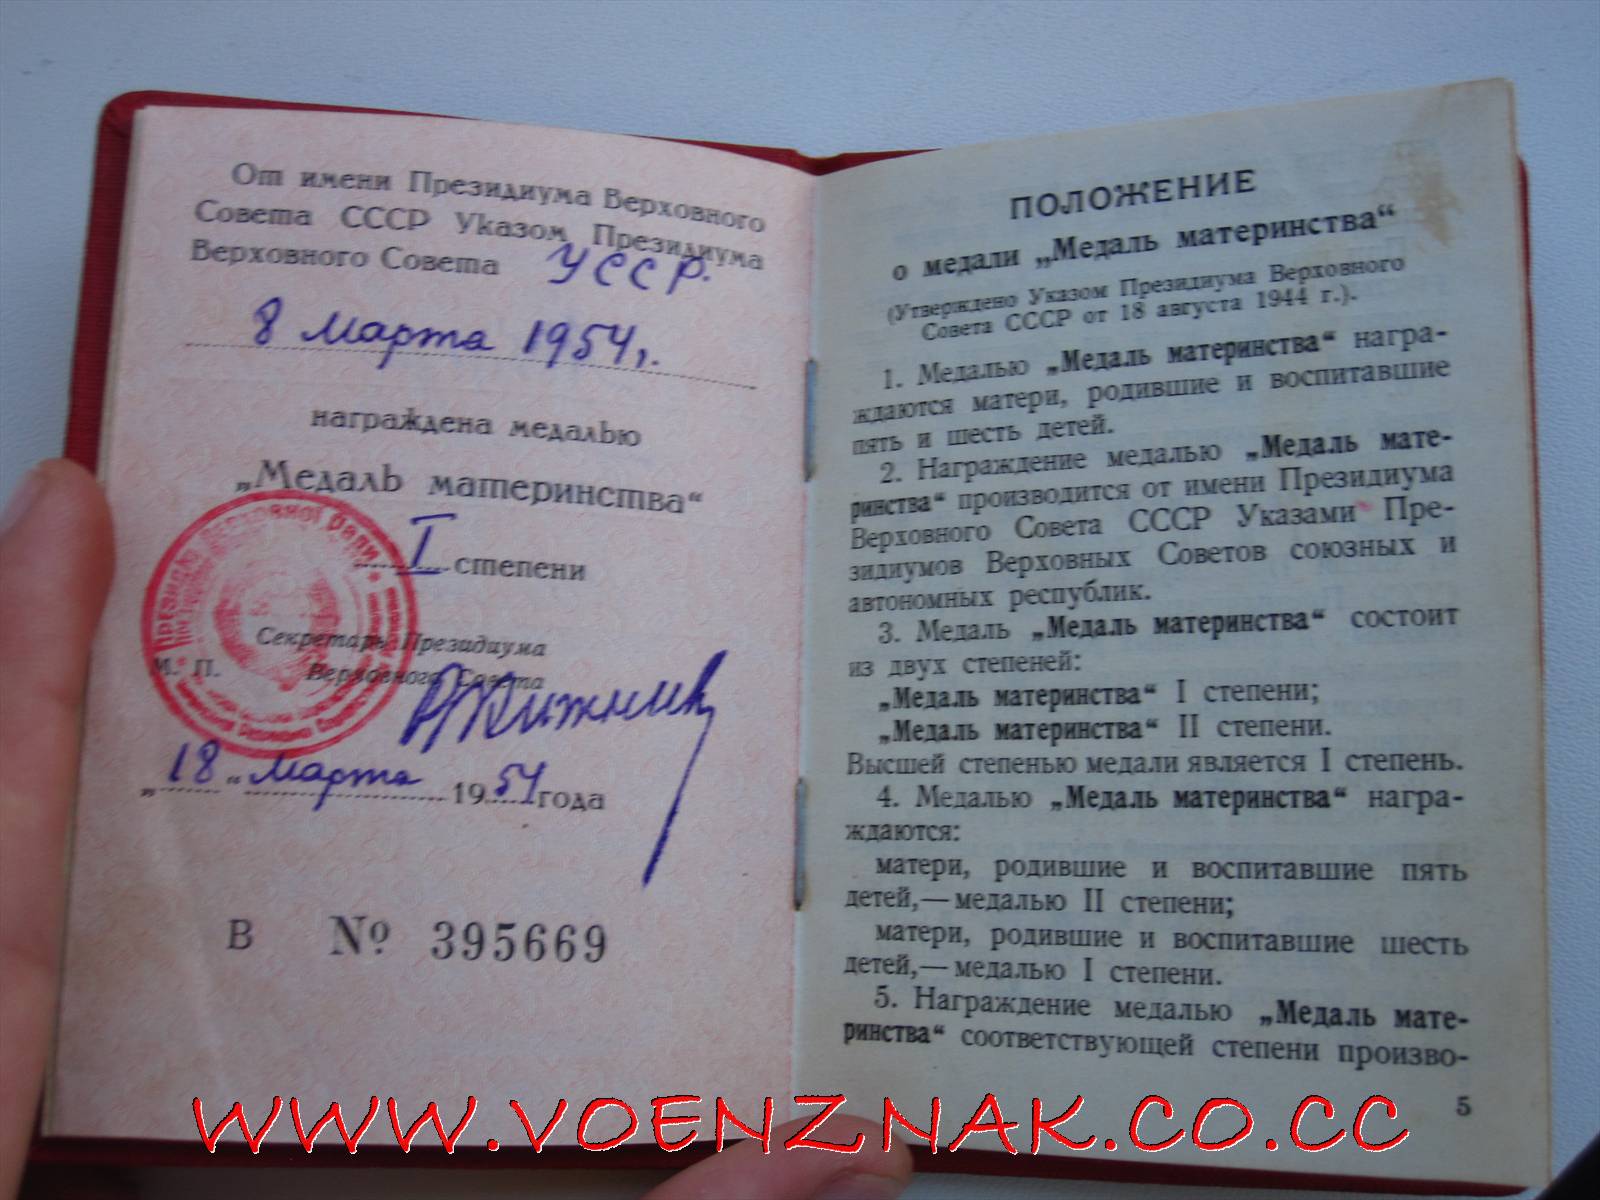 От имени Президиума Верховного
Совета СССР Указом Президиума
Верховного Совета УССР.
8 марта 1954 г.
награждена медалью
„Медаль материнства“
I степени
Секретарь Президиума
Верховного Совета
М. П.
„18“ марта 1954 года
В № 395669
ПОЛОЖЕНИЕ
о медали „Медаль материнства“
(Утверждено Указом Президиума Верховного
Совета СССР от 18 августа 1944 г.).
1. Медалью „Медаль материнства“ награ-
ждаются матери, родившие и воспитавшие
пять и шесть детей.
2. Награждение медалью „Медаль мате-
ринства“ производится от имени Президиума
Верховного Совета СССР Указами Пре-
зидиумов Верховных Советов союзных и
автономных республик.
3. Медаль „Медаль материнства“ состоит
из двух степеней:
„Медаль материнства“ I степени;
„Медаль материнства“ II степени.
Высшей степенью медали является I степень.
4. Медалью „Медаль материнства“ награ-
ждаются:
матери, родившие и воспитавшие пять
детей,—медалью II степени;
матери, родившие и воспитавшие шесть
детей,—медалью I степени.
5. Награждение медалью „Медаль мате-
ринства“ соответствующей степени произво-
5
WWW.VOENZNAK.CO.CC